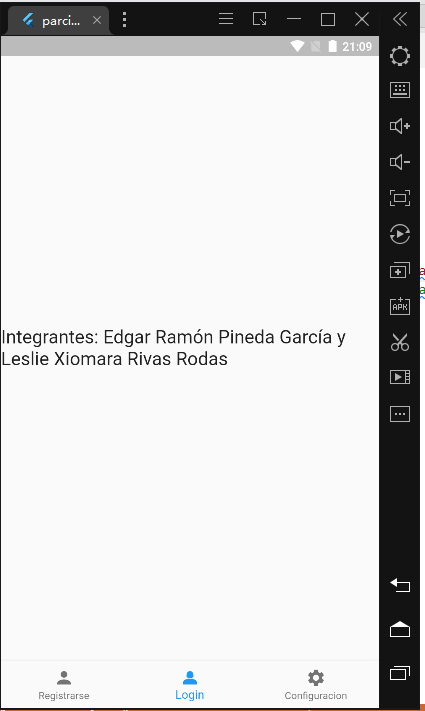 parci...
21:09
APK
Integrantes: Edgar Ramón Pineda García y
Leslie Xiomara Rivas Rodas
Registrarse
Login
Configuracion